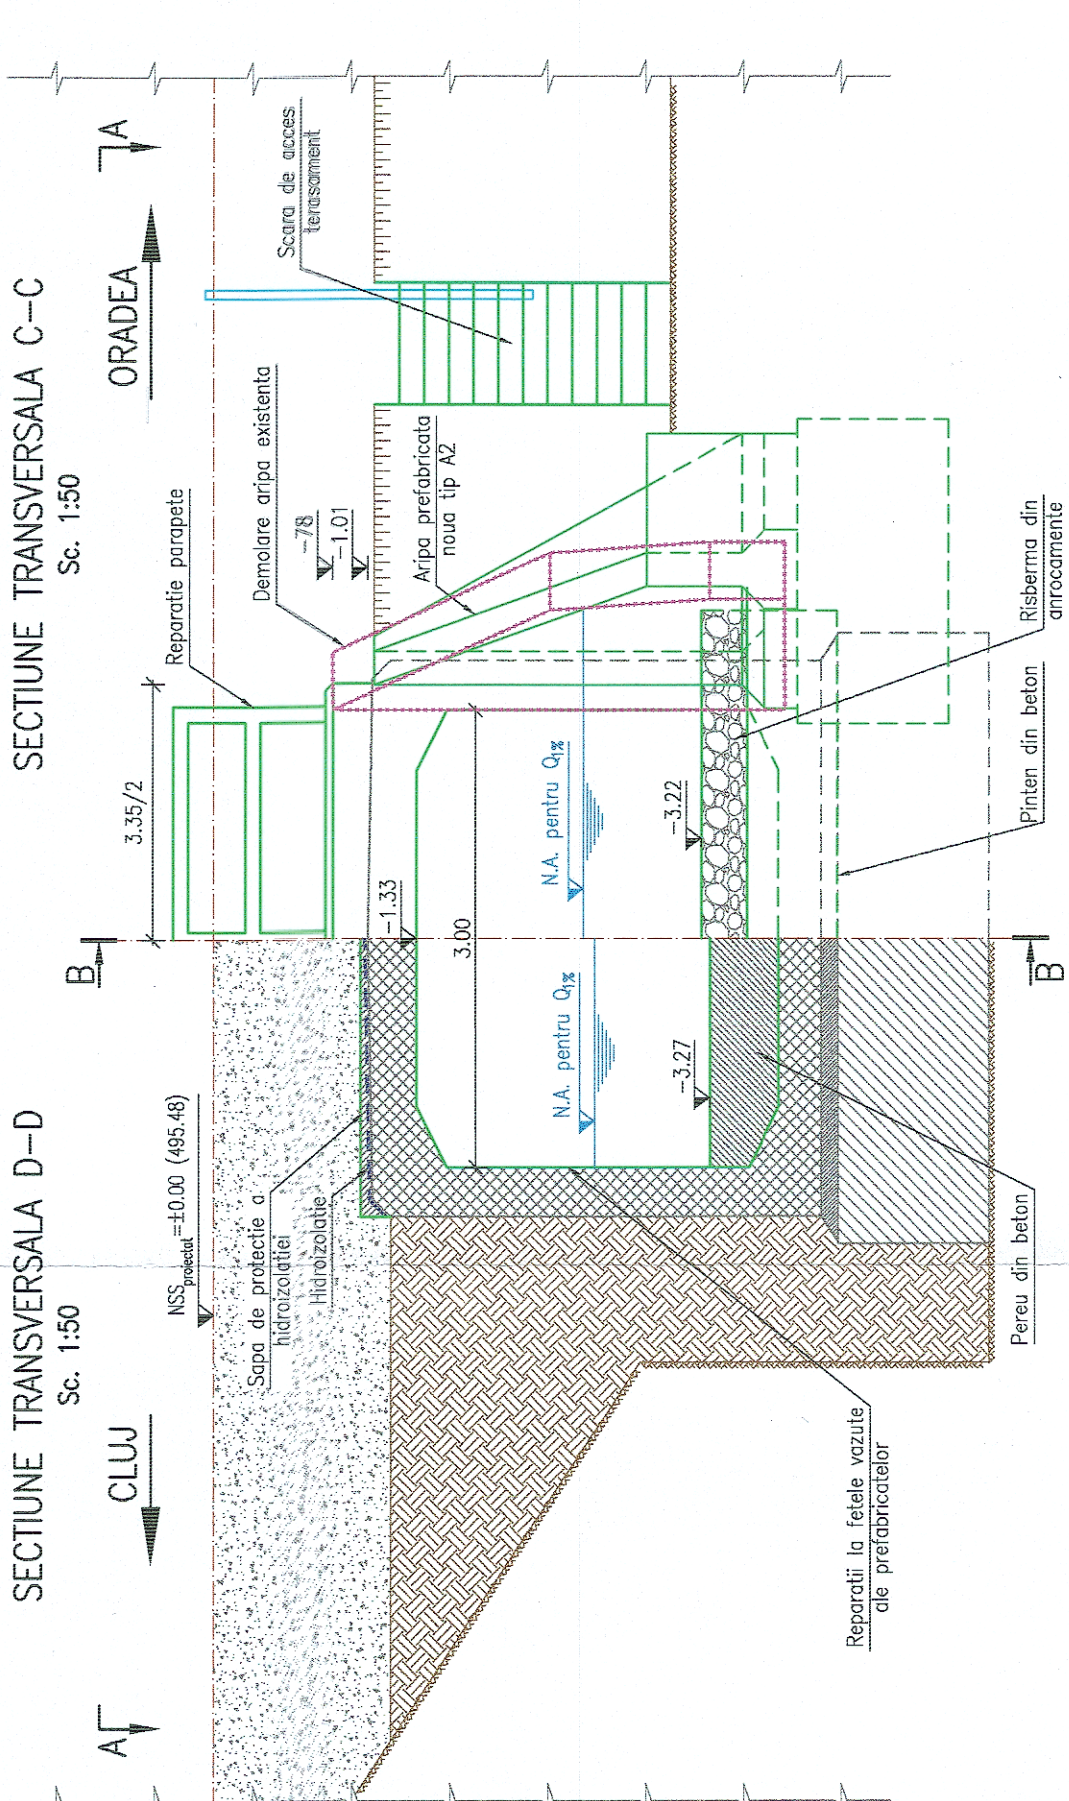 SECTIUNE TRANSVERSALA D-D
Sc. 1:50
SECTIUNE TRANSVERSALA C-C
Sc. 1:50
CLUJ
ORADEA
A
A
B
B
NSSproiectat=±0.00 (495.48)
Sapa de protectie a
hidroizolatiei
Hidroizolatie
3.35/2
Reparatie parapete
Demolare aripa existenta
-78
-1.01
Scara de acces
terasament
Aripa prefabricata
noua tip A2
-1.33
3.00
N.A. pentru Q1%
N.A. pentru Q1%
-3.27
-3.22
Reparatii la fetele vazute
ale prefabricatelor
Pereu din beton
Pinten din beton
Risberma din
anrocamente